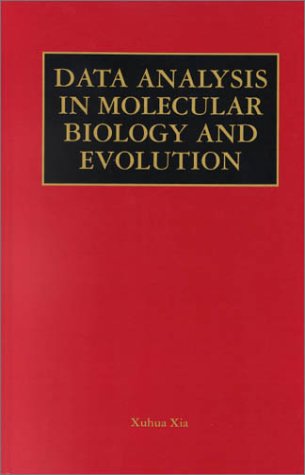 DATA ANALYSIS
IN MOLECULAR
BIOLOGY AND
EVOLUTION
Xuhua Xia